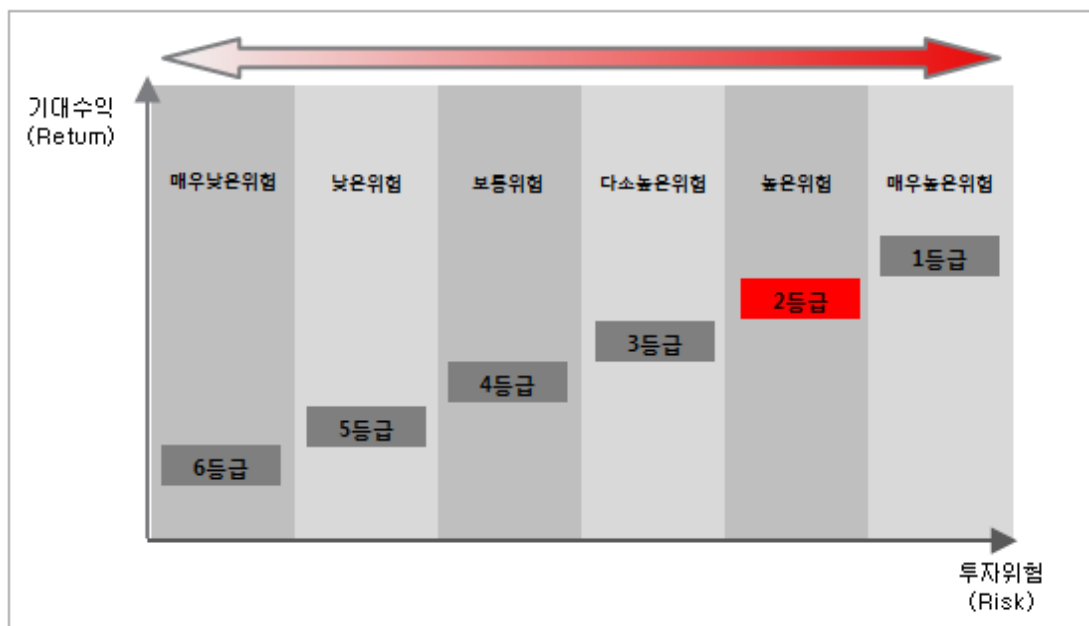 기대수익
(Return)
매우낮은위험
낮은위험
보통위험
다소높은위험
높은위험
매우높은위험
1등급
2등급
3등급
4등급
5등급
6등급
투자위험
(Risk)